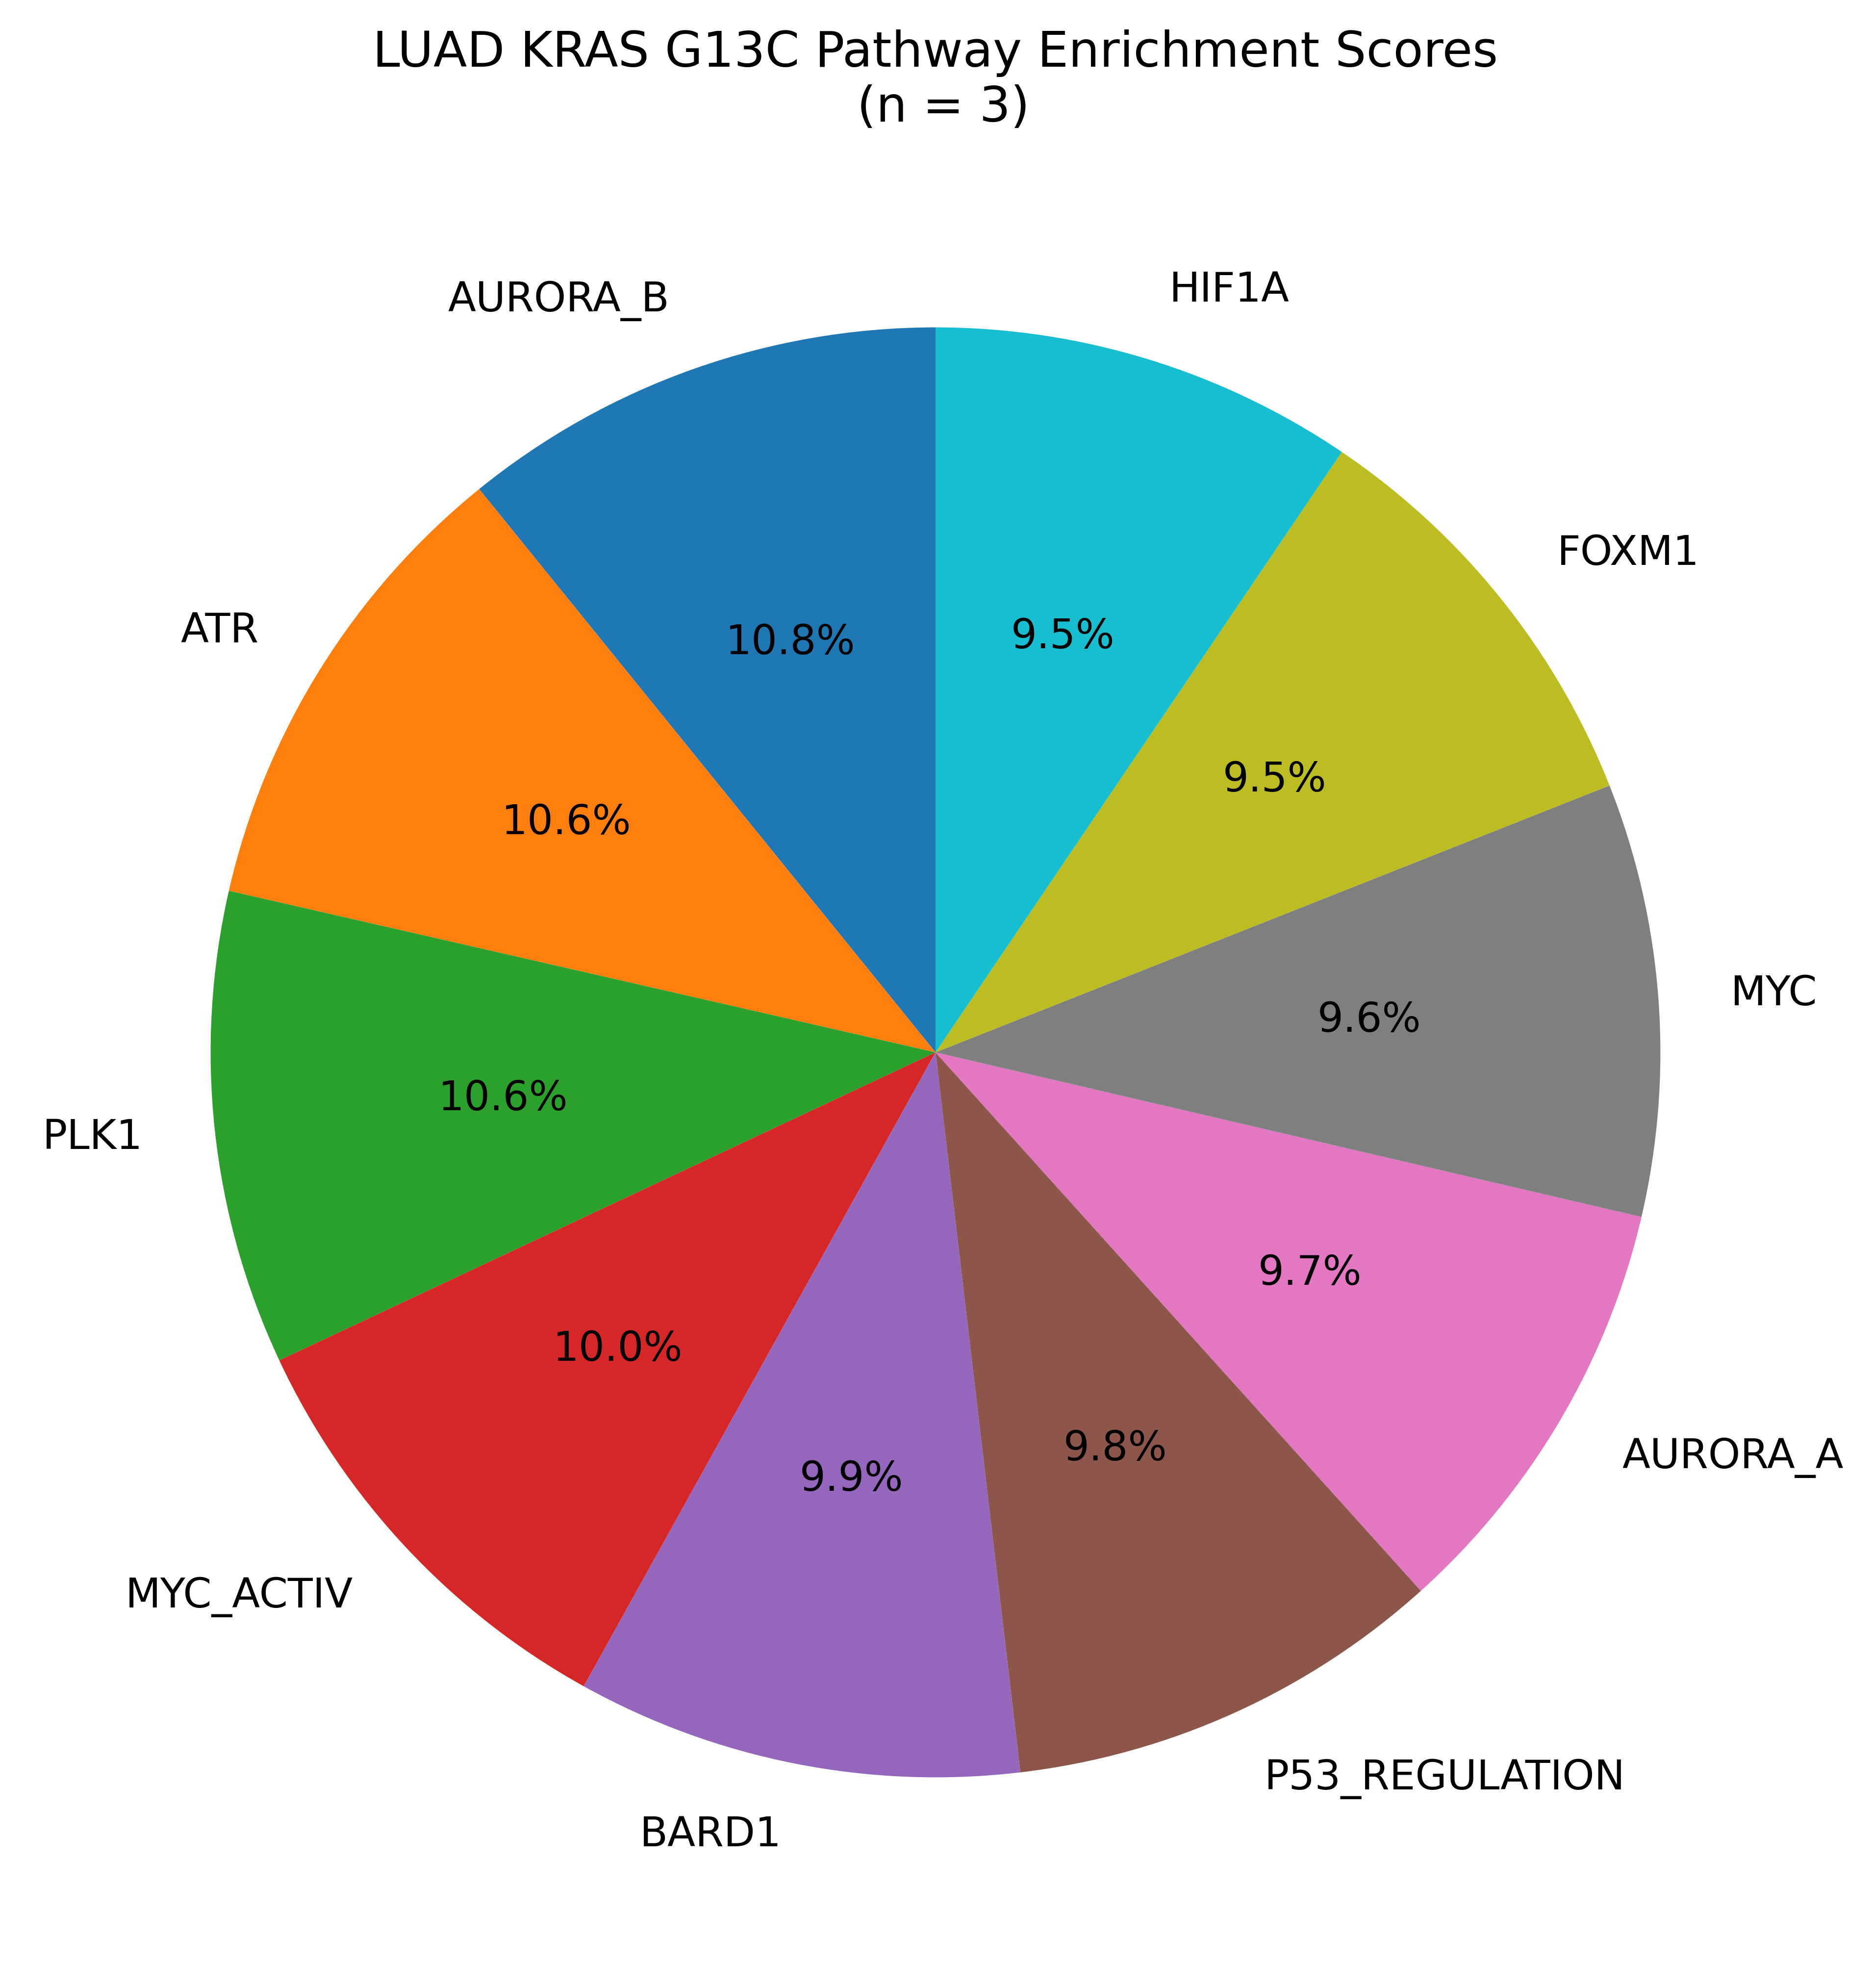 LUAD KRAS G13C Pathway Enrichment Scores
(n = 3)
AURORA_B
10.8%
ATR
10.6%
PLK1
10.6%
MYC_ACTIV
10.0%
BARD1
9.9%
P53_REGULATION
9.8%
AURORA_A
9.7%
MYC
9.6%
FOXM1
9.5%
HIF1A
9.5%